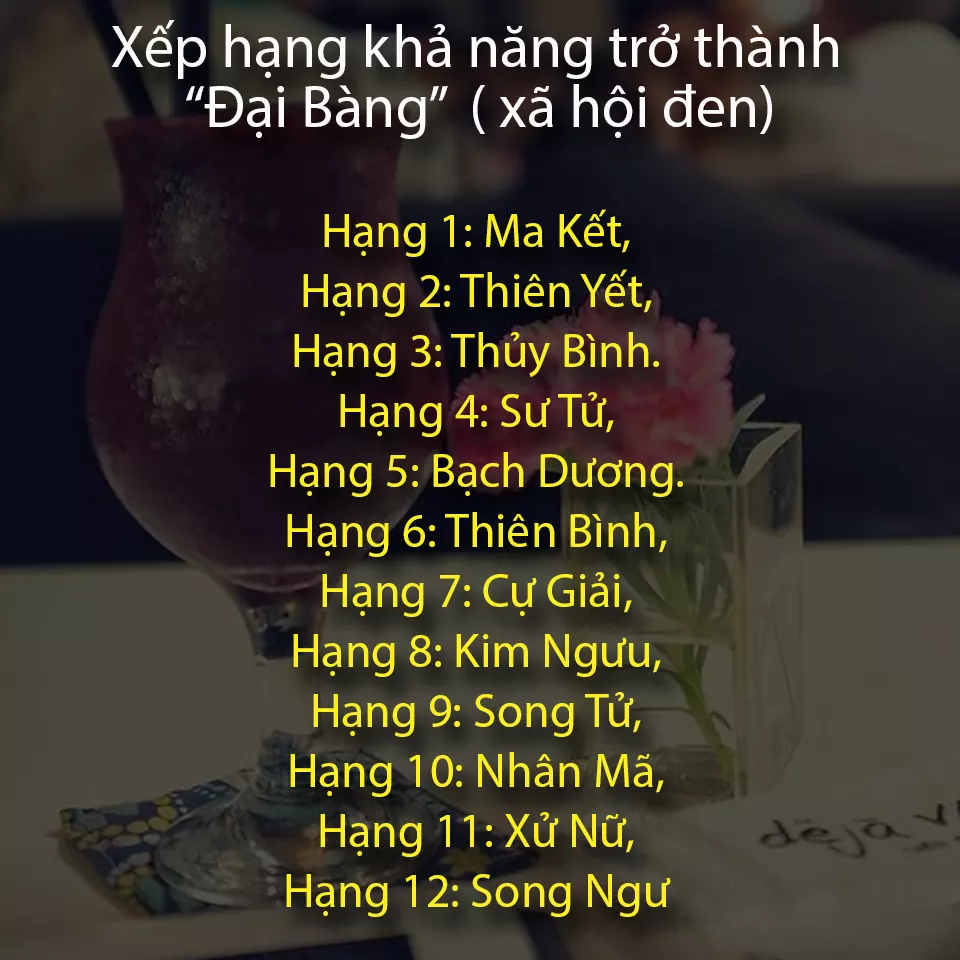 Xếp hạng khả năng trở thành
“Đại Bàng” ( xã hội đen)
Hạng 1: Ma Kết,
Hạng 2: Thiên Yết,
Hạng 3: Thủy Bình.
Hạng 4: Sư Tử,
Hạng 5: Bạch Dương.
Hạng 6: Thiên Bình,
Hạng 7: Cự Giải,
Hạng 8: Kim Ngưu,
Hạng 9: Song Tử,
Hạng 10: Nhân Mã,
Hạng 11: Xử Nữ,
Hạng 12: Song Ngư
déjà v